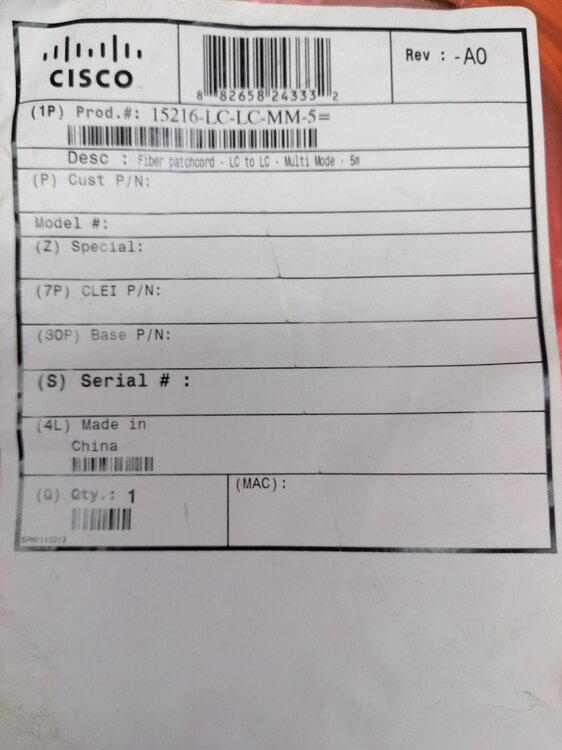 CISCO
8 82658 24333 2
Rev : -A0
(1P) Prod.#: 15216-LC-LC-MM-5=
Desc : Fiber patchcord - LC to LC - Multi Mode - 5m
(P) Cust P/N:
Model #:
(Z) Special:
(7P) CLEI P/N:
(30P) Base P/N:
(S) Serial # :
(4L) Made in
China
(Q) Qty.: 1
(MAC):